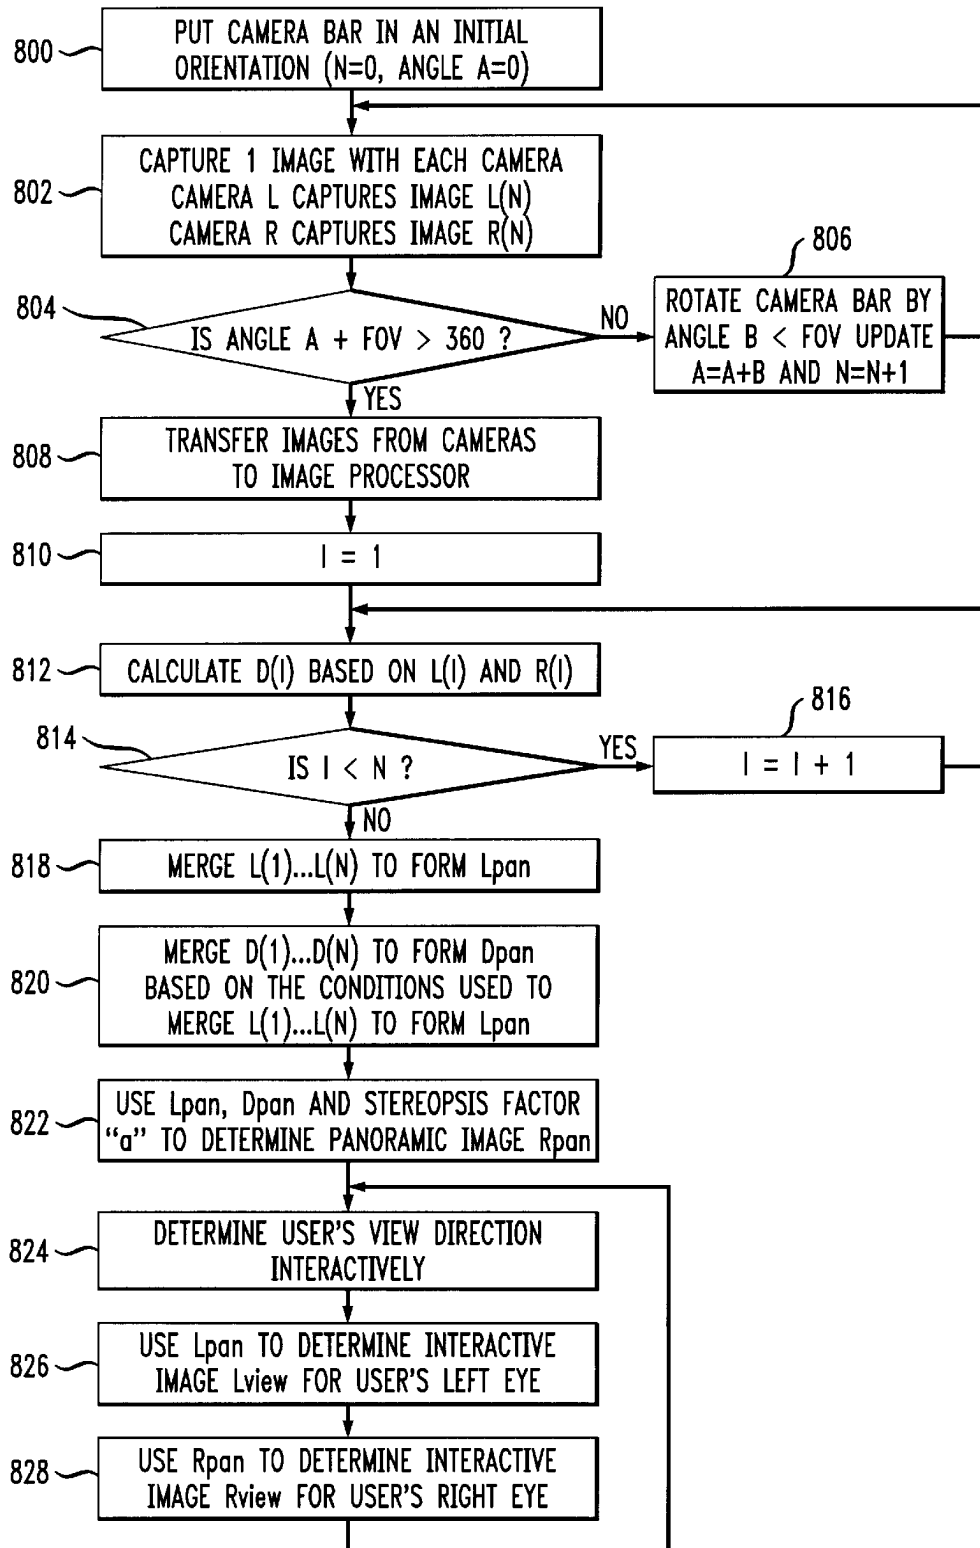 800
PUT CAMERA BAR IN AN INITIAL
ORIENTATION (N=0, ANGLE A=0)
802
CAPTURE 1 IMAGE WITH EACH CAMERA
CAMERA L CAPTURES IMAGE L(N)
CAMERA R CAPTURES IMAGE R(N)
804
IS ANGLE A + FOV > 360 ?
NO
YES
806
ROTATE CAMERA BAR BY
ANGLE B < FOV UPDATE
A=A+B AND N=N+1
808
TRANSFER IMAGES FROM CAMERAS
TO IMAGE PROCESSOR
810
I = 1
812
CALCULATE D(I) BASED ON L(I) AND R(I)
814
IS I < N ?
YES
NO
816
I = I + 1
818
MERGE L(1)...L(N) TO FORM Lpan
820
MERGE D(1)...D(N) TO FORM Dpan
BASED ON THE CONDITIONS USED TO
MERGE L(1)...L(N) TO FORM Lpan
822
USE Lpan, Dpan AND STEREOPSIS FACTOR
“a” TO DETERMINE PANORAMIC IMAGE Rpan
824
DETERMINE USER'S VIEW DIRECTION
INTERACTIVELY
826
USE Lpan TO DETERMINE INTERACTIVE
IMAGE Lview FOR USER'S LEFT EYE
828
USE Rpan TO DETERMINE INTERACTIVE
IMAGE Rview FOR USER'S RIGHT EYE